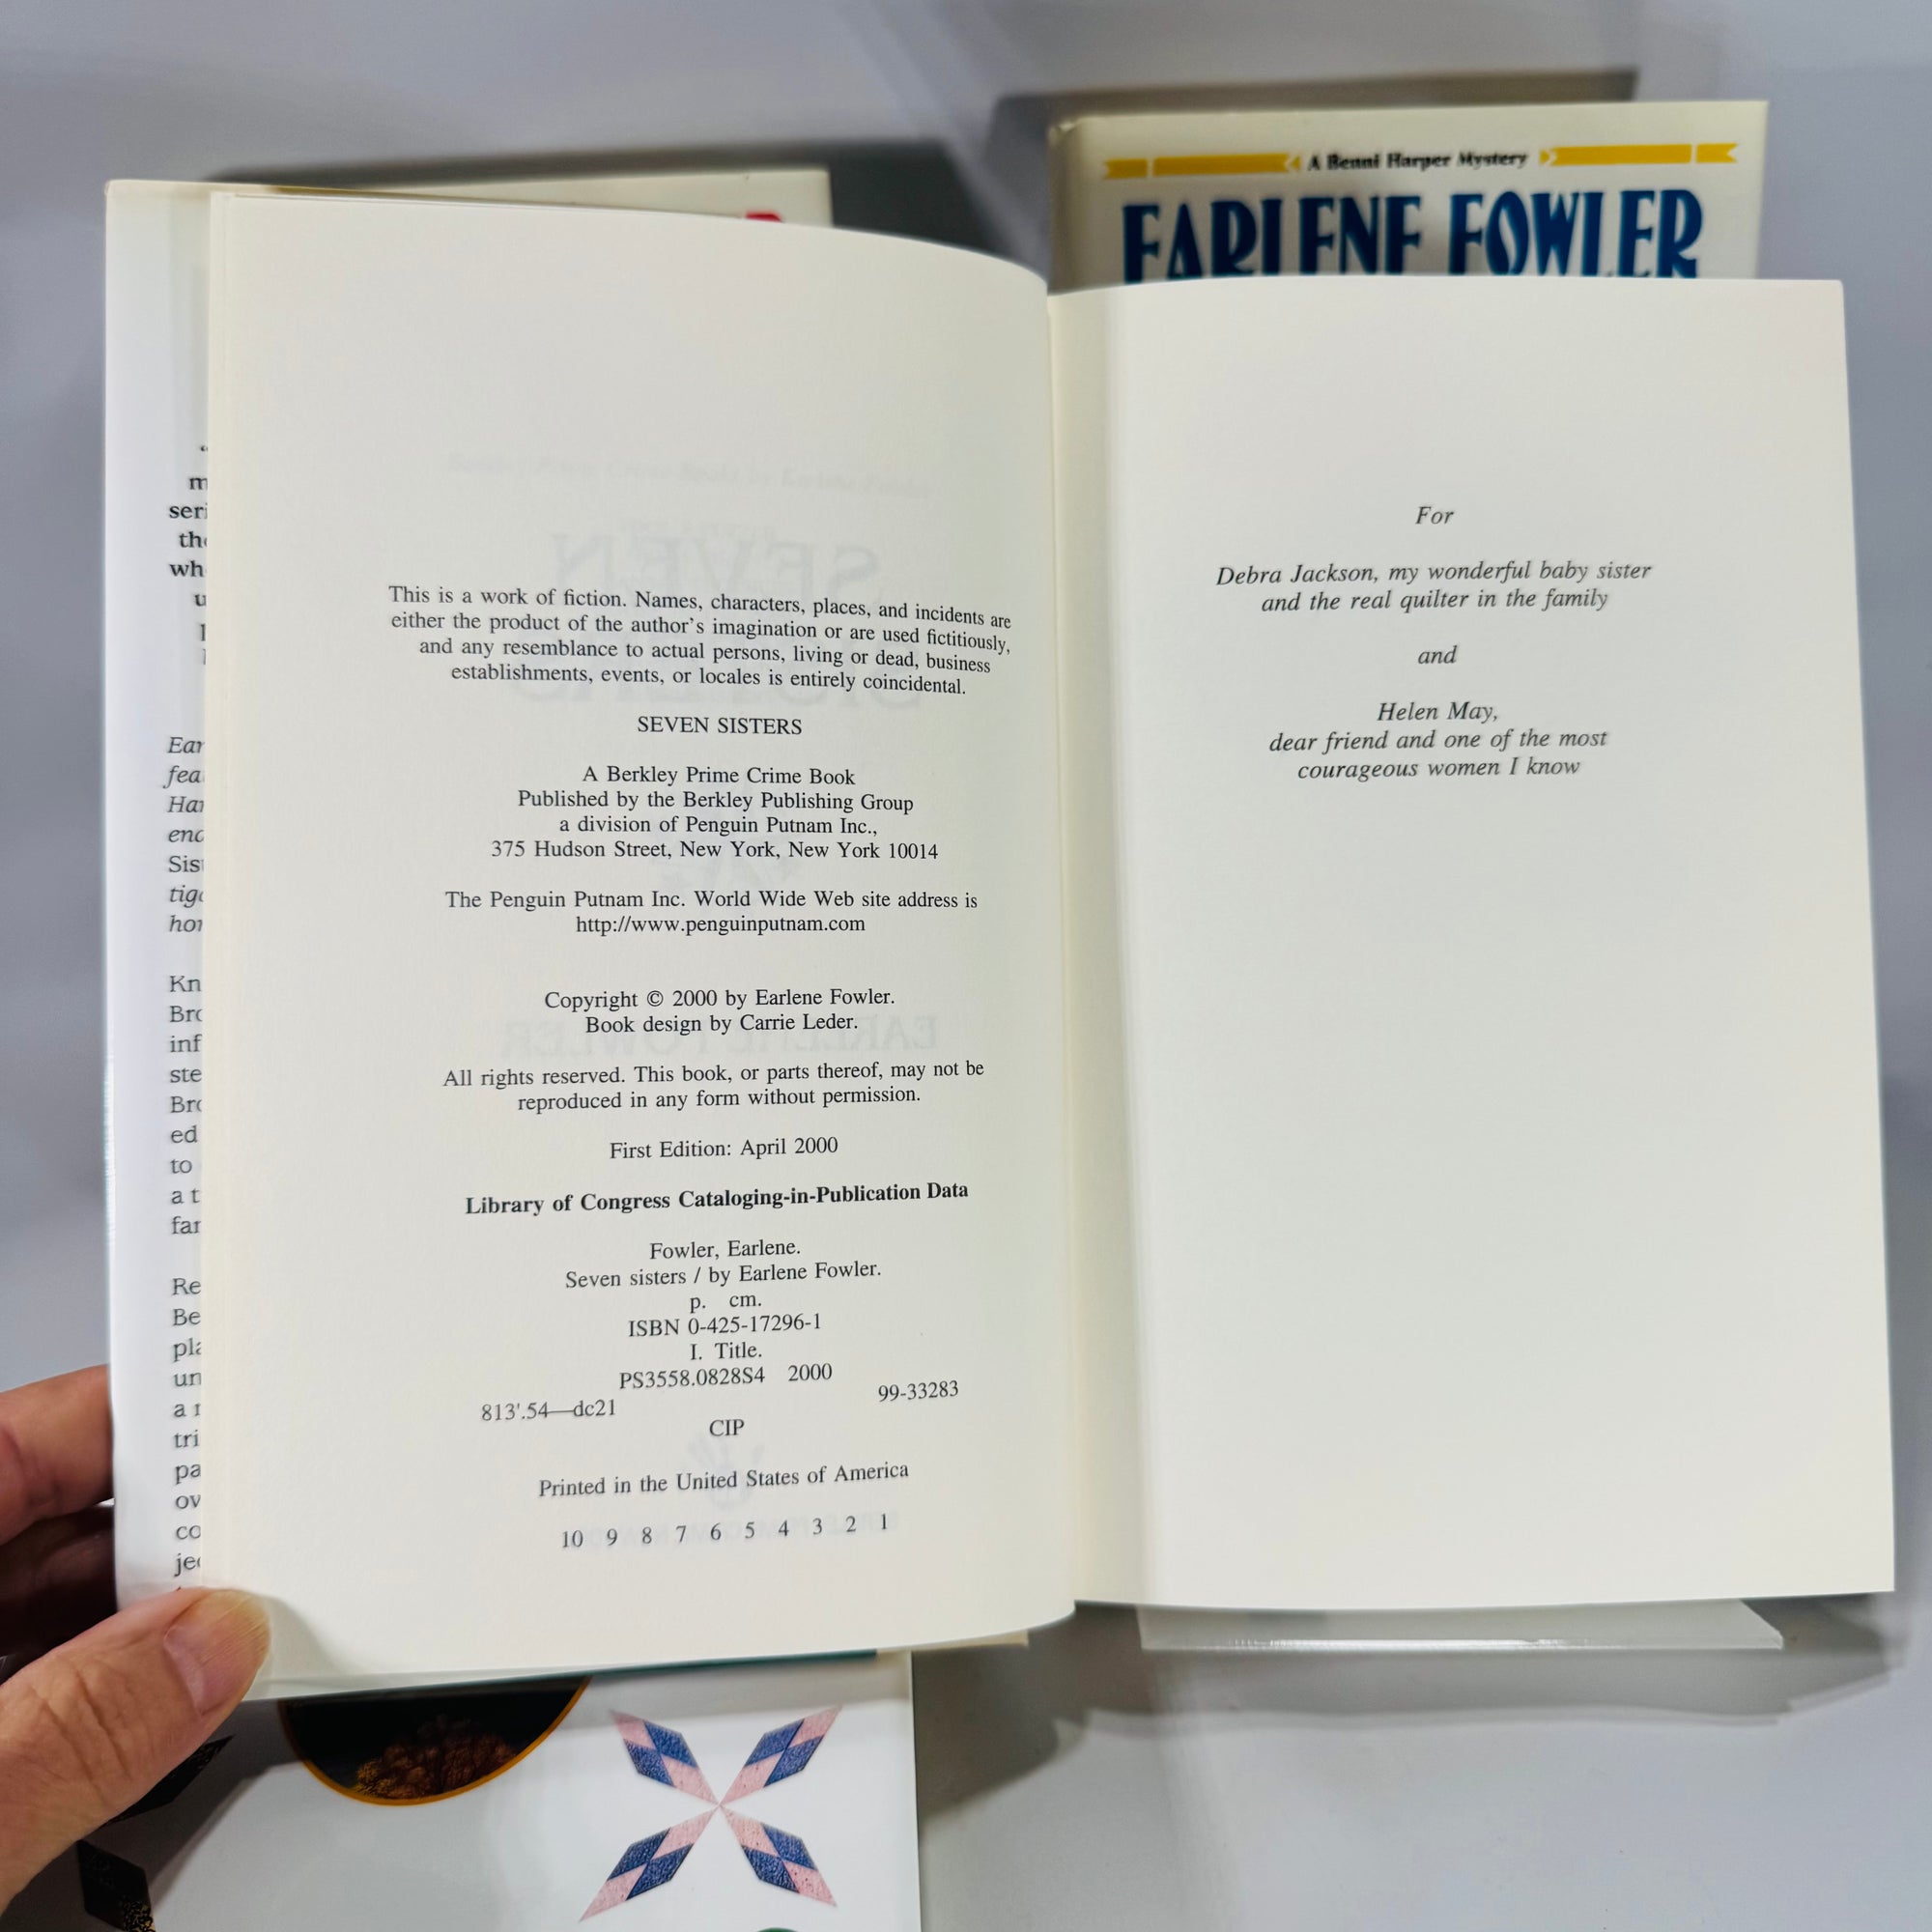 A Benni Harper Mystery
EARLENE FOWLER
This is a work of fiction. Names, characters, places, and incidents are
either the product of the author's imagination or are used fictitiously,
and any resemblance to actual persons, living or dead, business
establishments, events, or locales is entirely coincidental.
SEVEN SISTERS
A Berkley Prime Crime Book
Published by the Berkley Publishing Group
a division of Penguin Putnam Inc.,
375 Hudson Street, New York, New York 10014
The Penguin Putnam Inc. World Wide Web site address is
http://www.penguinputnam.com
Copyright © 2000 by Earlene Fowler.
Book design by Carrie Leder.
All rights reserved. This book, or parts thereof, may not be
reproduced in any form without permission.
First Edition: April 2000
Library of Congress Cataloging-in-Publication Data
Fowler, Earlene.
Seven sisters / by Earlene Fowler.
p. cm.
ISBN 0-425-17296-1
I. Title.
PS3558.0828S4 2000
813'.54—dc21 99-33283
CIP
Printed in the United States of America
10 9 8 7 6 5 4 3 2 1
For
Debra Jackson, my wonderful baby sister
and the real quilter in the family
and
Helen May,
dear friend and one of the most
courageous women I know